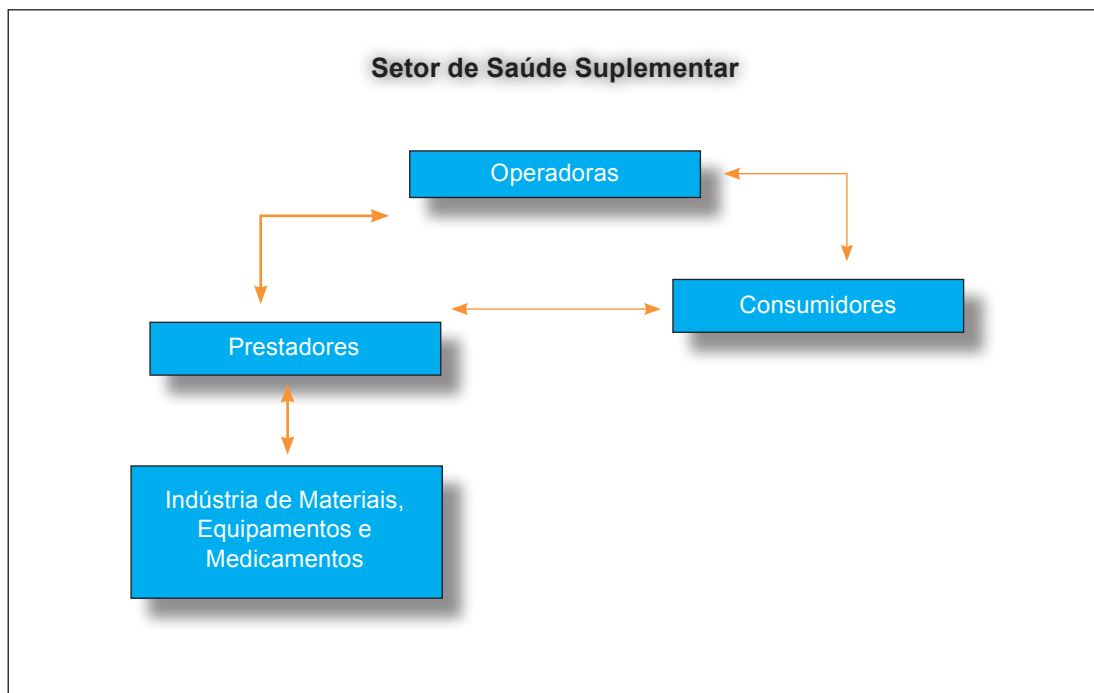 Setor de Saúde Suplementar
Operadoras
Consumidores
Prestadores
Indústria de Materiais,
Equipamentos e
Medicamentos